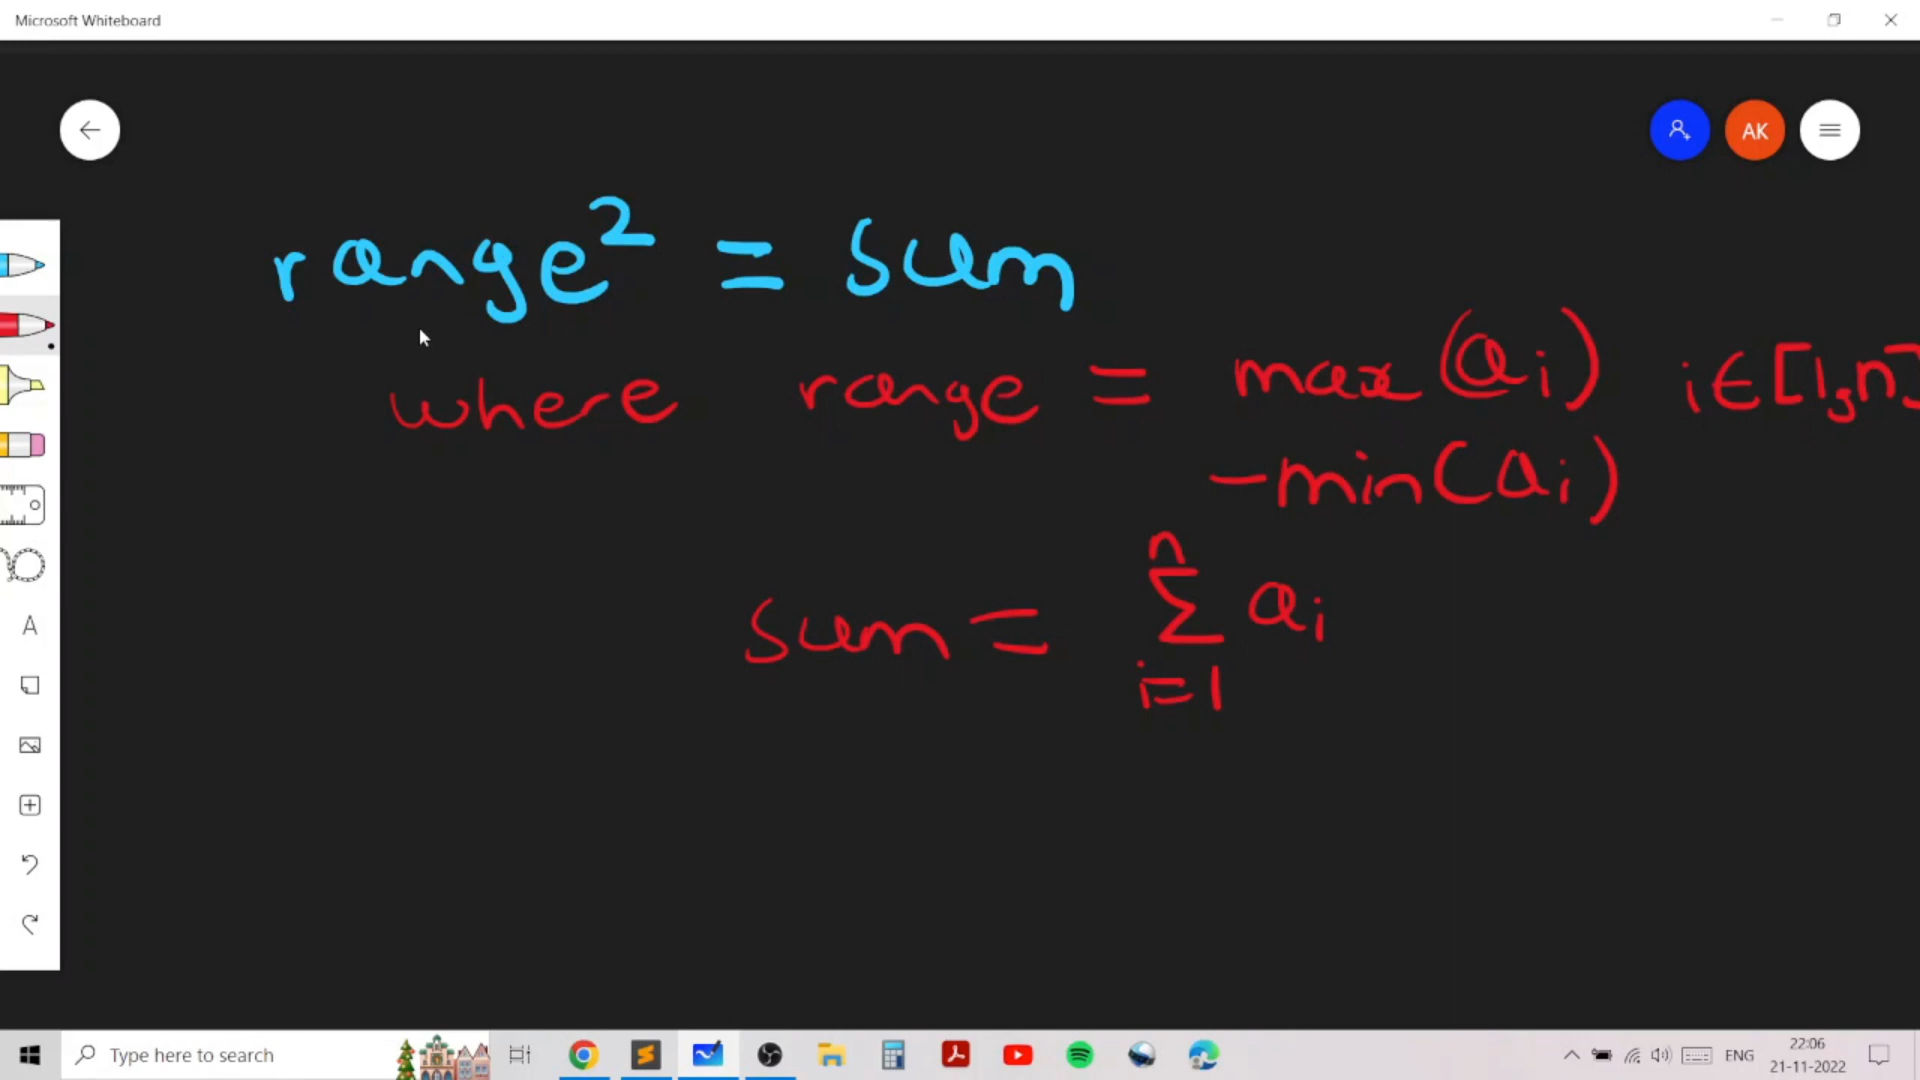 Microsoft Whiteboard
AK
range² = sum
where range = max(aᵢ) i∈[1,n]
-min(aᵢ)
n
sum = Σ aᵢ
i=1
A
Type here to search
ENG
22:06
21-11-2022